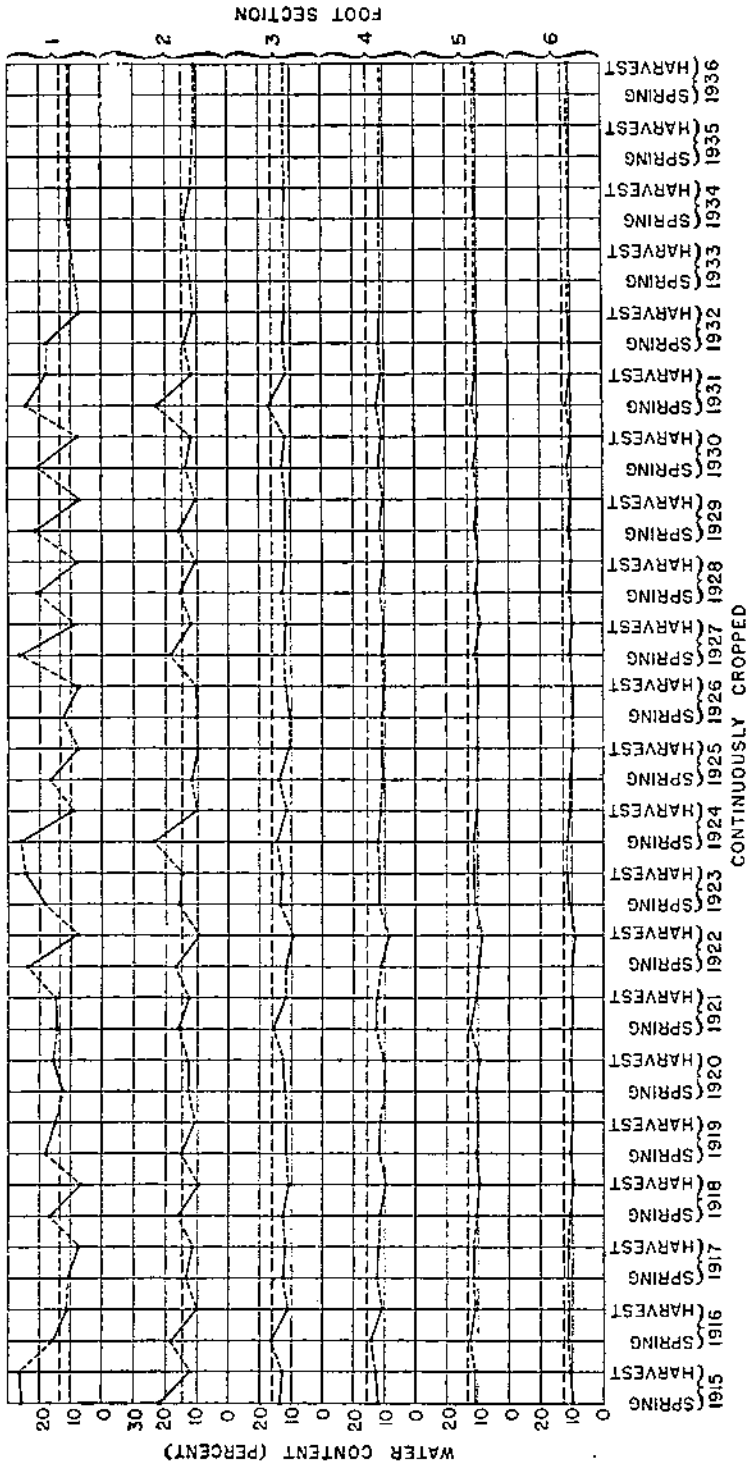 WATER CONTENT (PERCENT)
20
10
0
30
20
10
0
20
10
0
20
10
0
20
10
0
20
10
0
FOOT SECTION
1
2
3
4
5
6
1915 SPRING HARVEST
1916 SPRING HARVEST
1917 SPRING HARVEST
1918 SPRING HARVEST
1919 SPRING HARVEST
1920 SPRING HARVEST
1921 SPRING HARVEST
1922 SPRING HARVEST
1923 SPRING HARVEST
1924 SPRING HARVEST
1925 SPRING HARVEST
1926 SPRING HARVEST
1927 SPRING HARVEST
1928 SPRING HARVEST
1929 SPRING HARVEST
1930 SPRING HARVEST
1931 SPRING HARVEST
1932 SPRING HARVEST
1933 SPRING HARVEST
1934 SPRING HARVEST
1935 SPRING HARVEST
1936 SPRING HARVEST
CONTINUOUSLY CROPPED